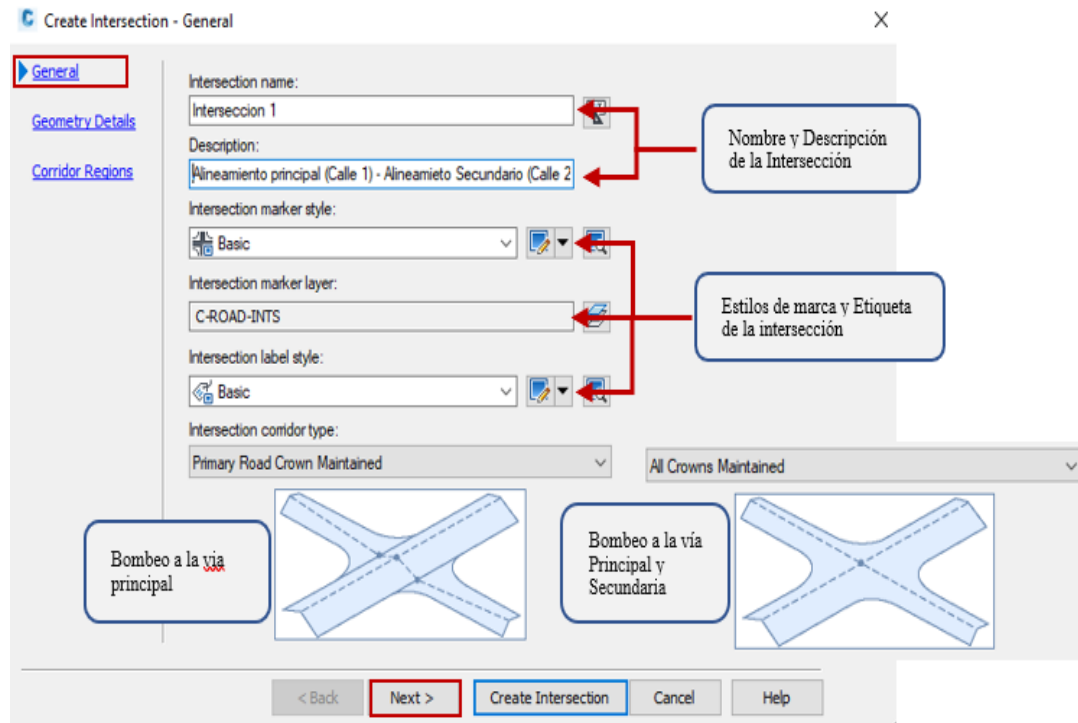 Create Intersection - General
General
Geometry Details
Corridor Regions
Intersection name:
Interseccion 1
Description:
Alineamiento principal (Calle 1) - Alineamieto Secundario (Calle 2
Nombre y Descripción
de la Intersección
Intersection marker style:
Basic
Intersection marker layer:
C-ROAD-INTS
Estilos de marca y Etiqueta
de la intersección
Intersection label style:
Basic
Intersection corridor type:
Primary Road Crown Maintained
All Crowns Maintained
Bombeo a la via
principal
Bombeo a la vía
Principal y
Secundaria
< Back
Next >
Create Intersection
Cancel
Help